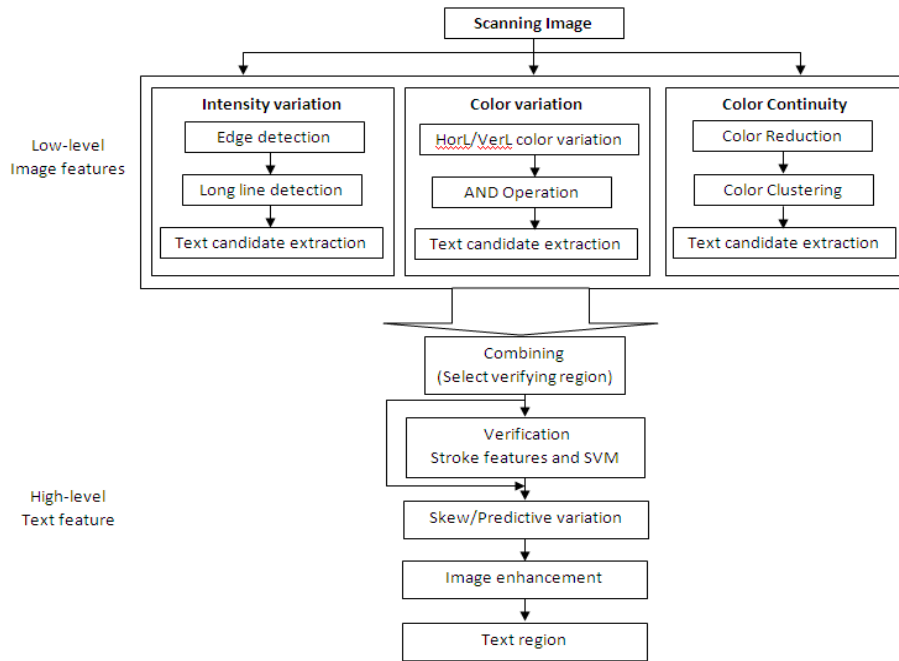 Scanning Image
Low-level
Image features
Intensity variation
Edge detection
Long line detection
Text candidate extraction
Color variation
HorL/VerL color variation
AND Operation
Text candidate extraction
Color Continuity
Color Reduction
Color Clustering
Text candidate extraction
Combining
(Select verifying region)
High-level
Text feature
Verification
Stroke features and SVM
Skew/Predictive variation
Image enhancement
Text region